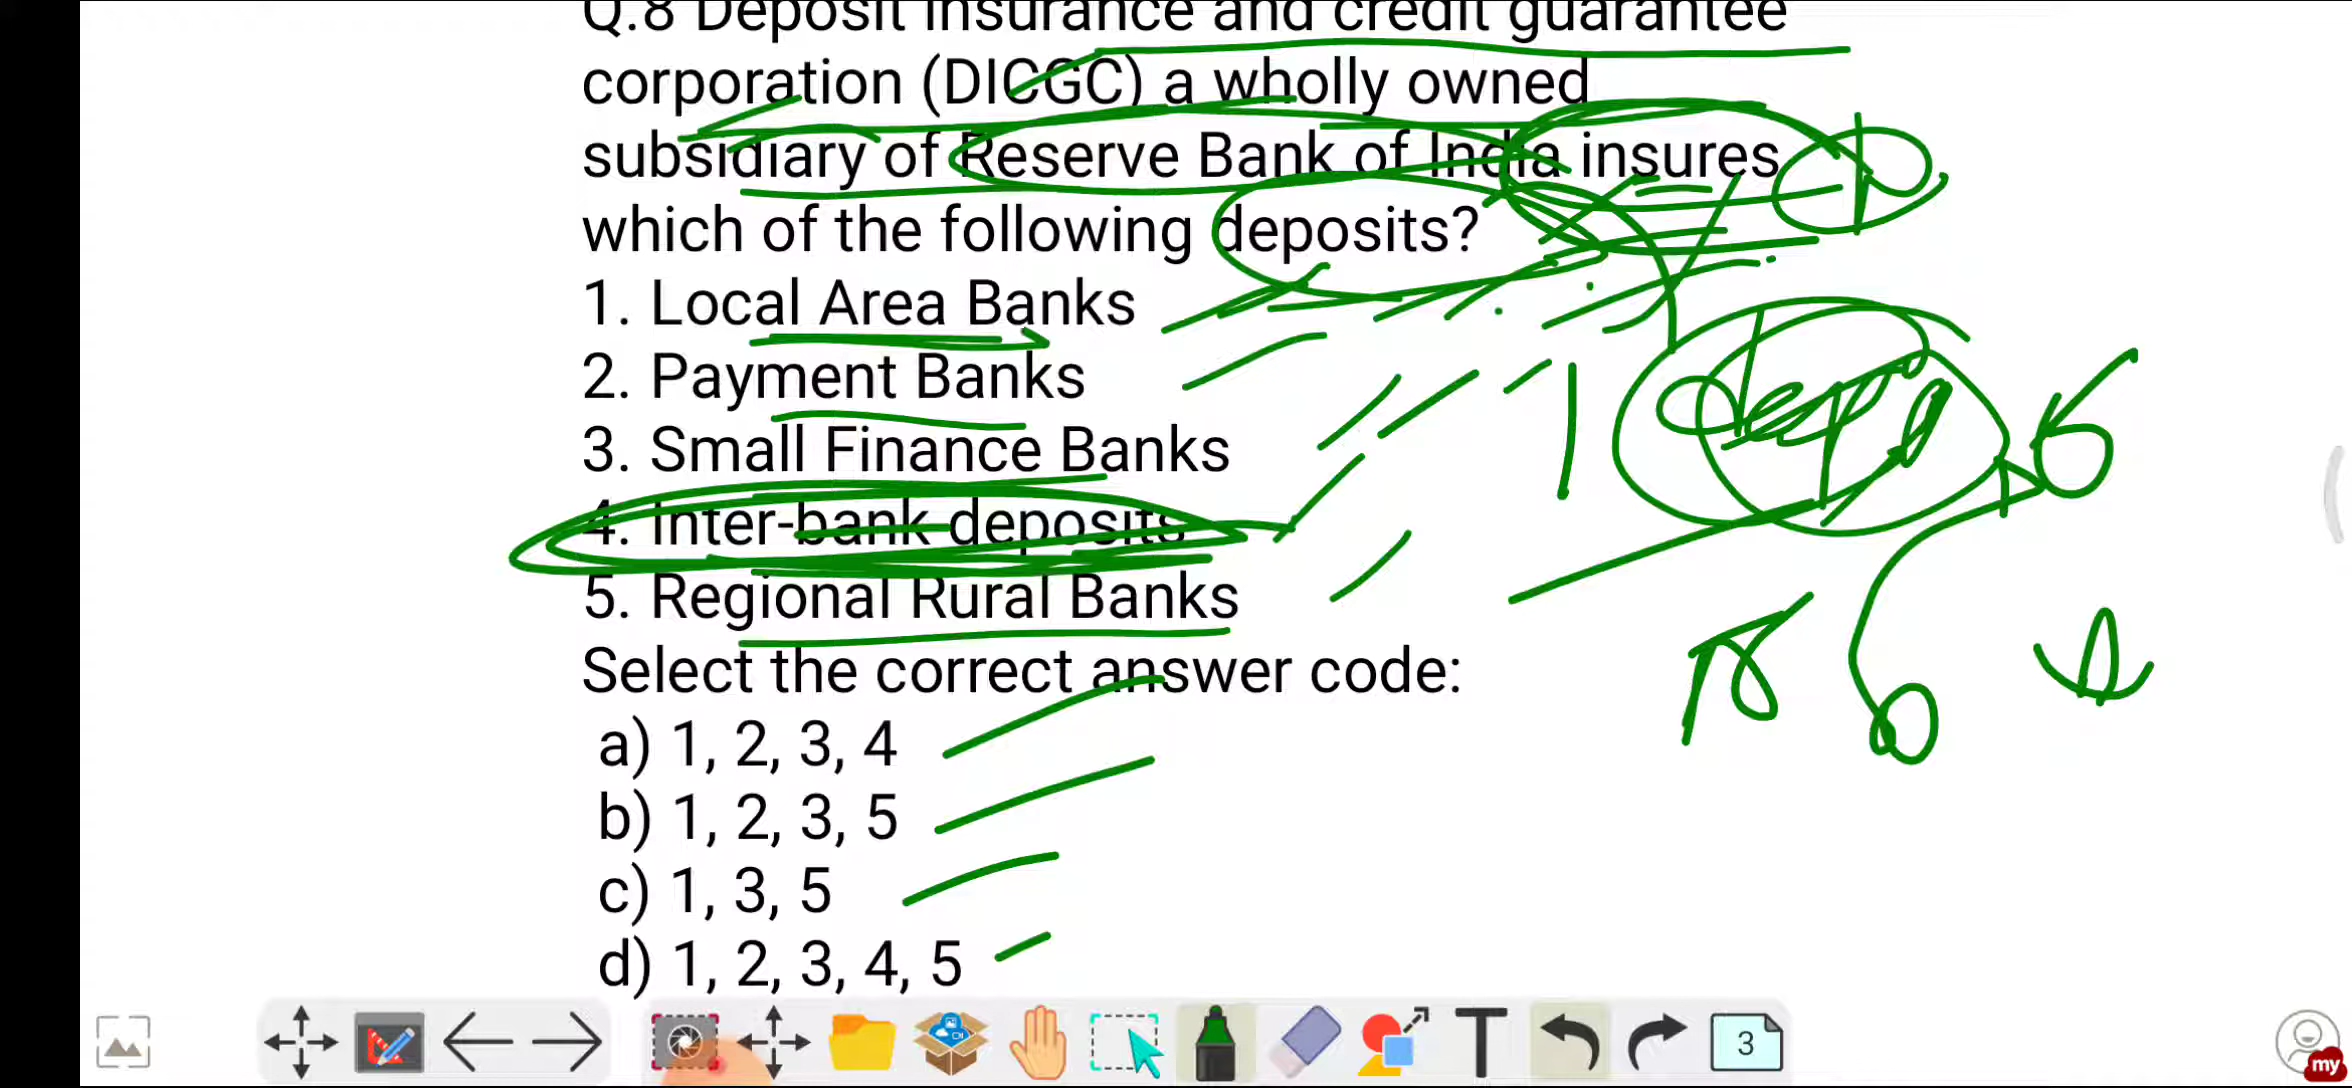 Q.8 Deposit insurance and credit guarantee
corporation (DICGC) a wholly owned
subsidiary of Reserve Bank of India insures
which of the following deposits?
1. Local Area Banks
2. Payment Banks
3. Small Finance Banks
4. Inter-bank deposits
5. Regional Rural Banks
Select the correct answer code:
a) 1, 2, 3, 4
b) 1, 2, 3, 5
c) 1, 3, 5
d) 1, 2, 3, 4, 5
T
3
my